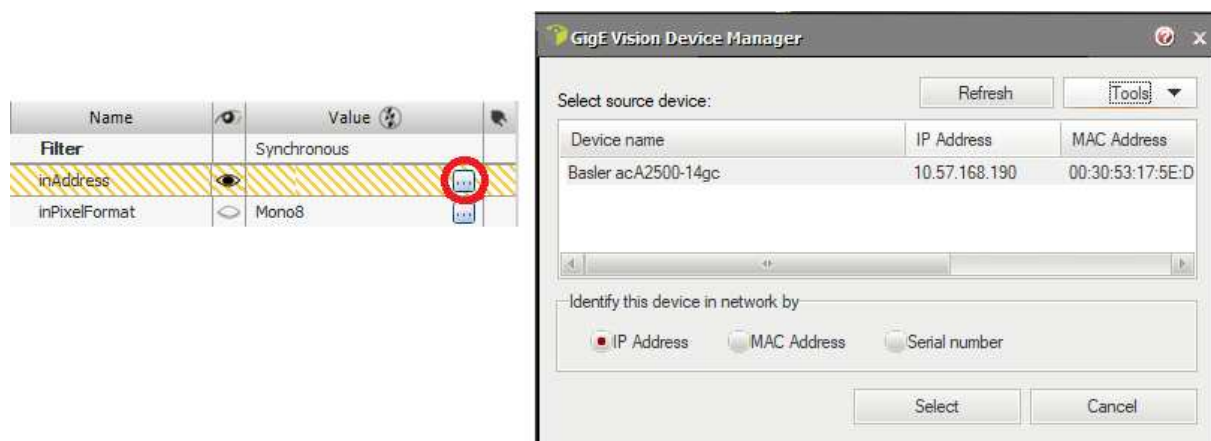 Name Value
Filter Synchronous
inAddress ...
inPixelFormat Mono8 ...
GigE Vision Device Manager
Select source device: Refresh Tools
Device name IP Address MAC Address
Basler acA2500-14gc 10.57.168.190 00:30:53:17:5E:D
Identify this device in network by
IP Address MAC Address Serial number
Select Cancel